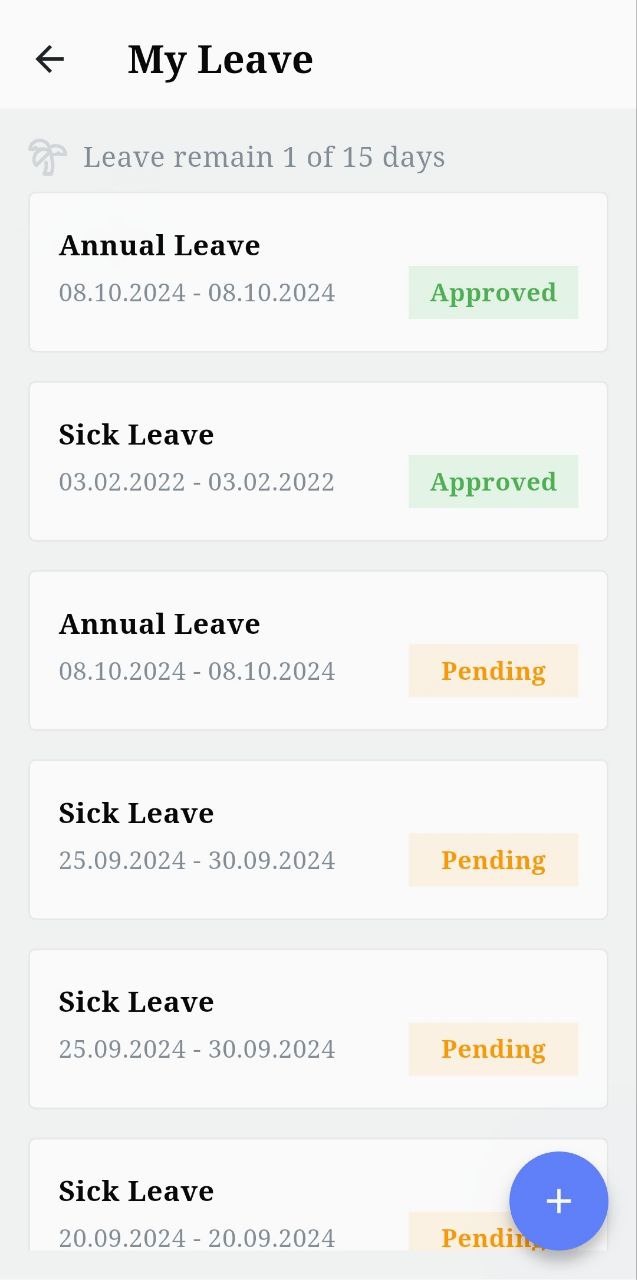 My Leave
Leave remain 1 of 15 days
Annual Leave
08.10.2024 - 08.10.2024
Approved
Sick Leave
03.02.2022 - 03.02.2022
Approved
Annual Leave
08.10.2024 - 08.10.2024
Pending
Sick Leave
25.09.2024 - 30.09.2024
Pending
Sick Leave
25.09.2024 - 30.09.2024
Pending
Sick Leave
20.09.2024 - 20.09.2024
Pending